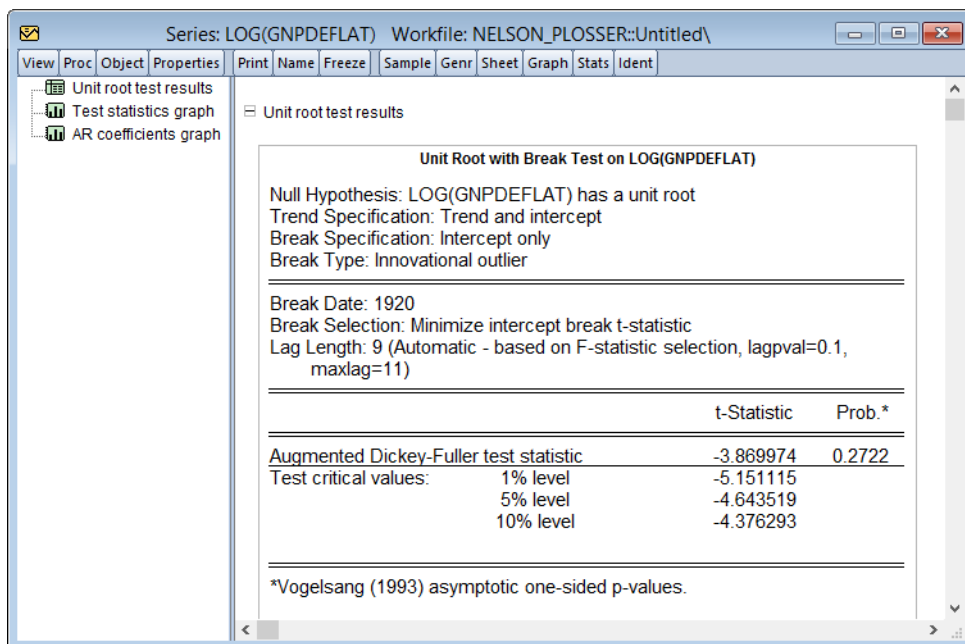 Series: LOG(GNPDEFLAT) Workfile: NELSON_PLOSSER::Untitled\
View Proc Object Properties Print Name Freeze Sample Genr Sheet Graph Stats Ident
Unit root test results
Test statistics graph
AR coefficients graph
Unit root test results
Unit Root with Break Test on LOG(GNPDEFLAT)
Null Hypothesis: LOG(GNPDEFLAT) has a unit root
Trend Specification: Trend and intercept
Break Specification: Intercept only
Break Type: Innovational outlier
Break Date: 1920
Break Selection: Minimize intercept break t-statistic
Lag Length: 9 (Automatic - based on F-statistic selection, lagpval=0.1,
maxlag=11)
t-Statistic Prob.*
Augmented Dickey-Fuller test statistic -3.869974 0.2722
Test critical values: 1% level -5.151115
5% level -4.643519
10% level -4.376293
*Vogelsang (1993) asymptotic one-sided p-values.